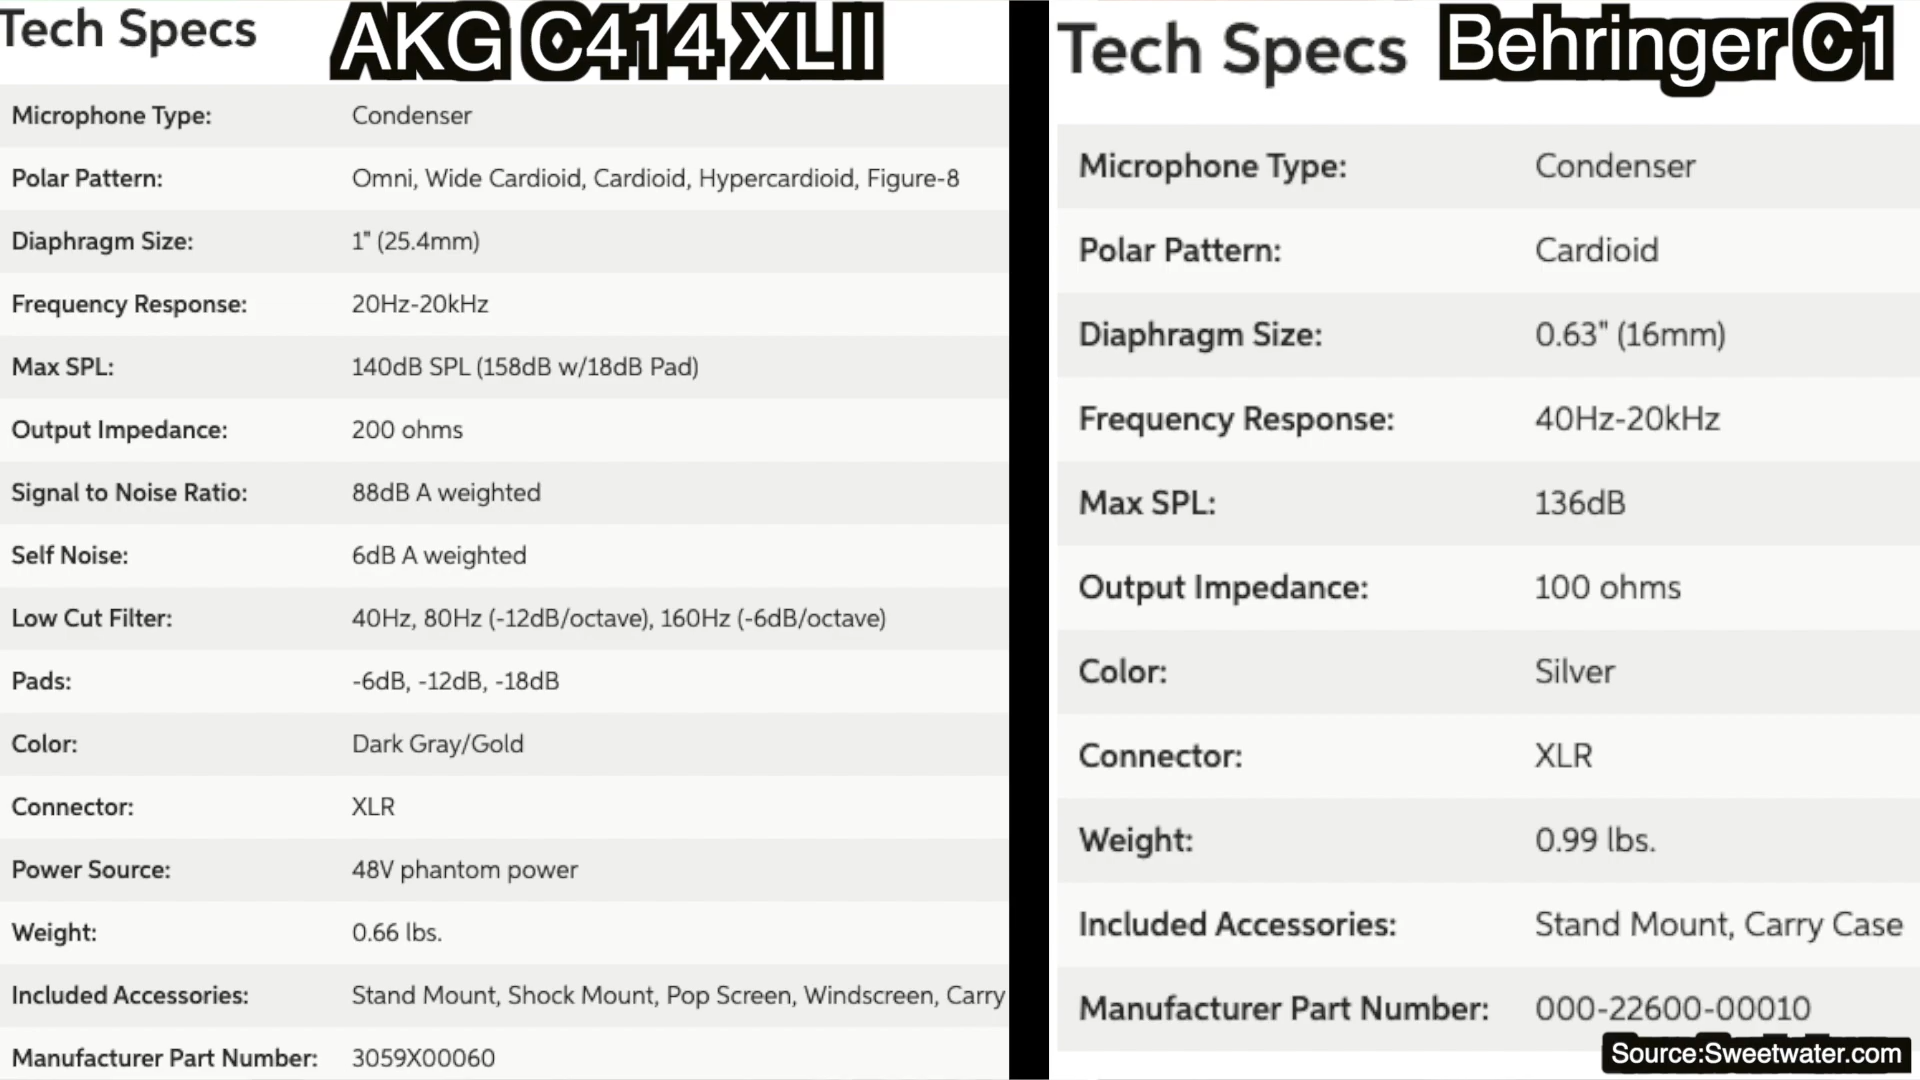 Tech Specs AKG C414 XLII
Microphone Type: Condenser
Polar Pattern: Omni, Wide Cardioid, Cardioid, Hypercardioid, Figure-8
Diaphragm Size: 1" (25.4mm)
Frequency Response: 20Hz-20kHz
Max SPL: 140dB SPL (158dB w/18dB Pad)
Output Impedance: 200 ohms
Signal to Noise Ratio: 88dB A weighted
Self Noise: 6dB A weighted
Low Cut Filter: 40Hz, 80Hz (-12dB/octave), 160Hz (-6dB/octave)
Pads: -6dB, -12dB, -18dB
Color: Dark Gray/Gold
Connector: XLR
Power Source: 48V phantom power
Weight: 0.66 lbs.
Included Accessories: Stand Mount, Shock Mount, Pop Screen, Windscreen, Carry
Manufacturer Part Number: 3059X00060
Tech Specs Behringer C1
Microphone Type: Condenser
Polar Pattern: Cardioid
Diaphragm Size: 0.63" (16mm)
Frequency Response: 40Hz-20kHz
Max SPL: 136dB
Output Impedance: 100 ohms
Color: Silver
Connector: XLR
Weight: 0.99 lbs.
Included Accessories: Stand Mount, Carry Case
Manufacturer Part Number: 000-22600-00010
Source:Sweetwater.com